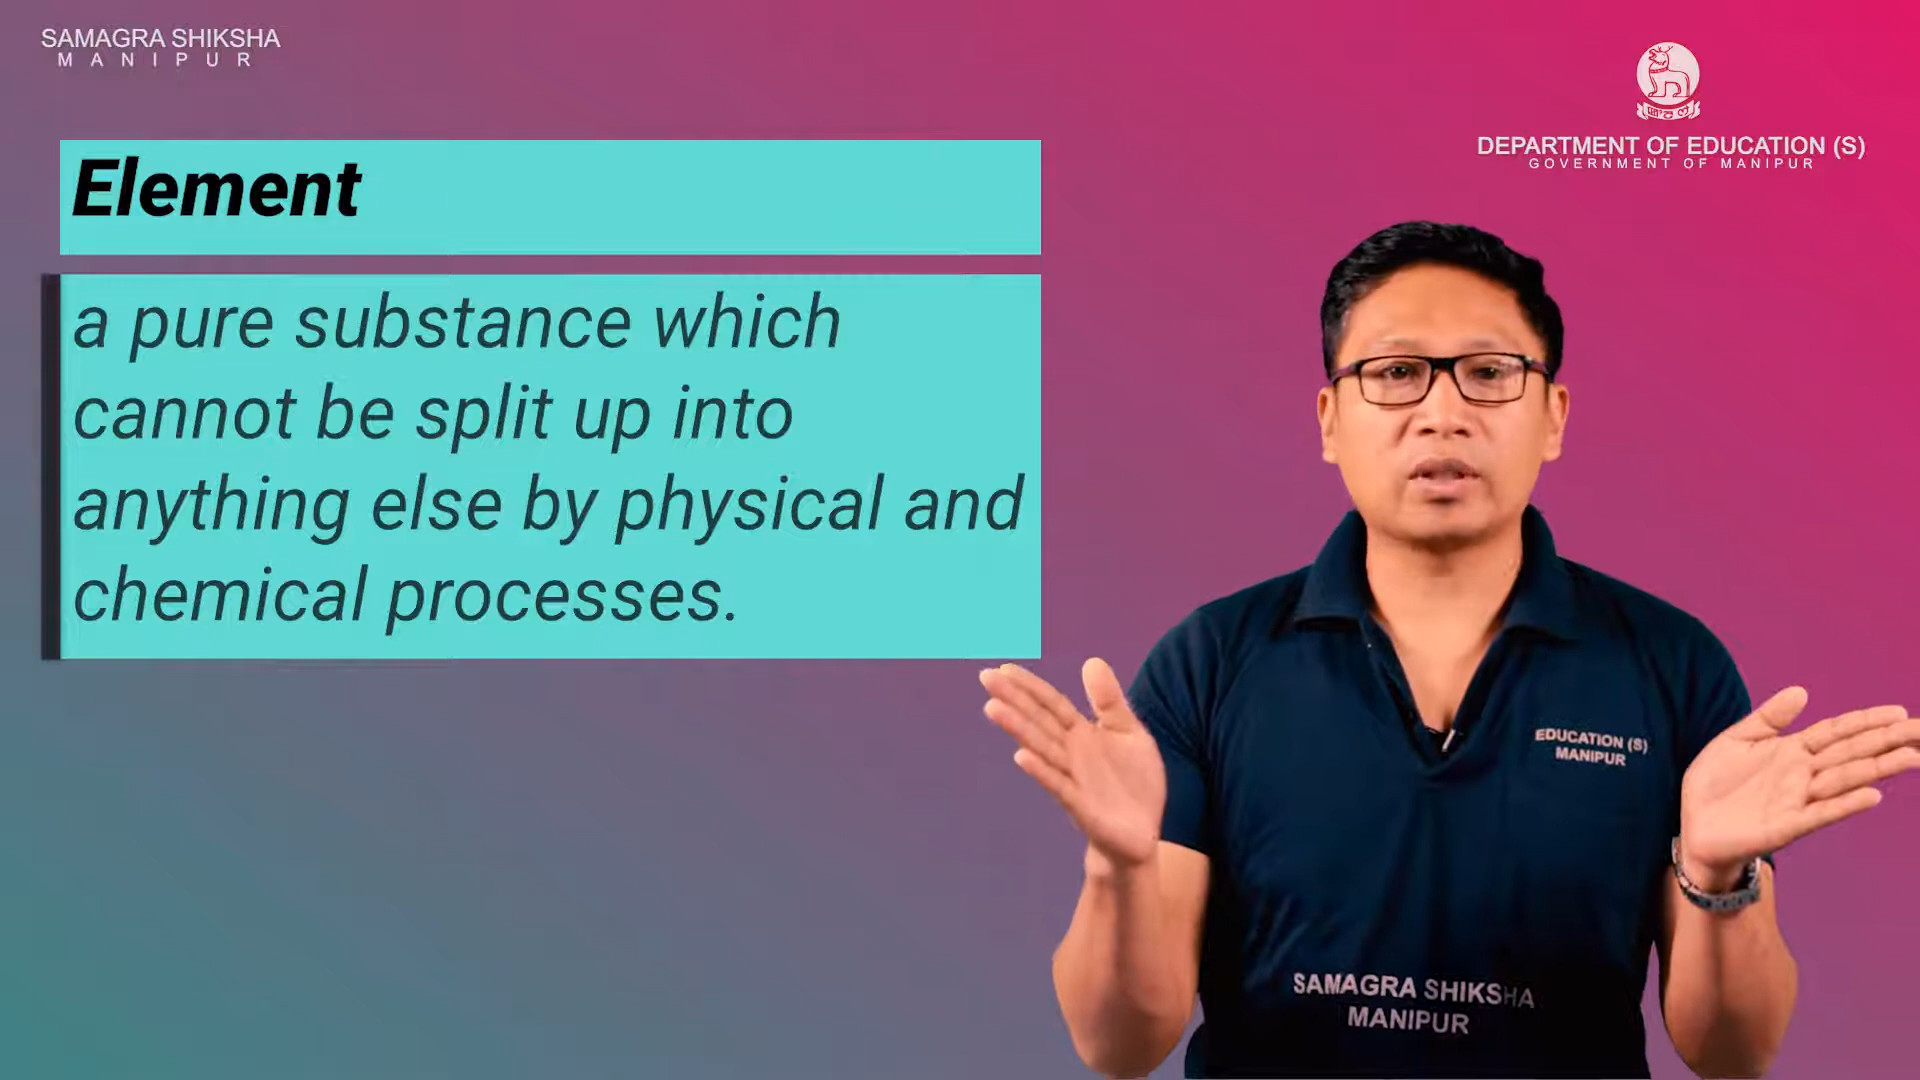 SAMAGRA SHIKSHA
MANIPUR
DEPARTMENT OF EDUCATION (S)
GOVERNMENT OF MANIPUR
Element
a pure substance which
cannot be split up into
anything else by physical and
chemical processes.
EDUCATION (S)
MANIPUR
SAMAGRA SHIKSHA
MANIPUR